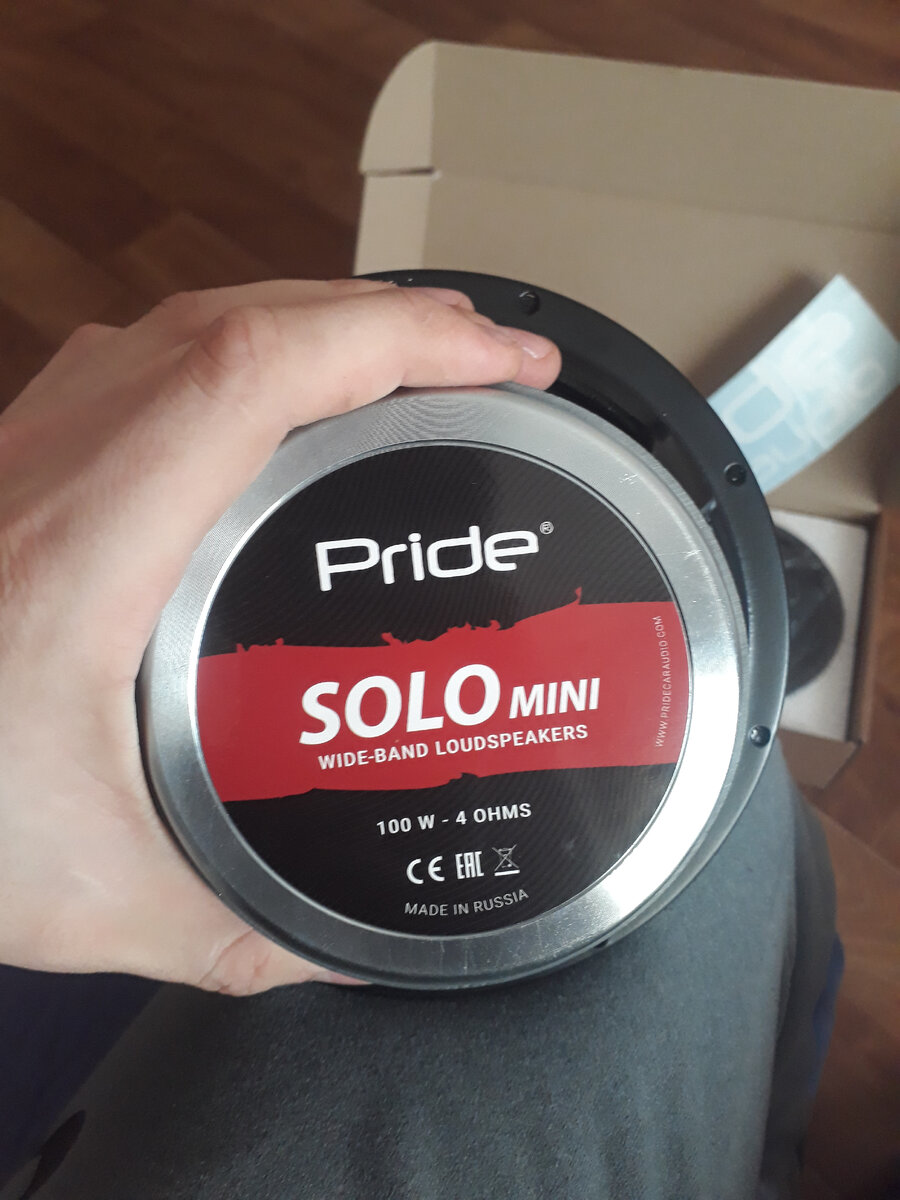 Pride®
SOLO MINI
WIDE-BAND LOUDSPEAKERS
WWW.PRIDECARAUDIO.COM
100 W - 4 OHMS
CE EAC
MADE IN RUSSIA